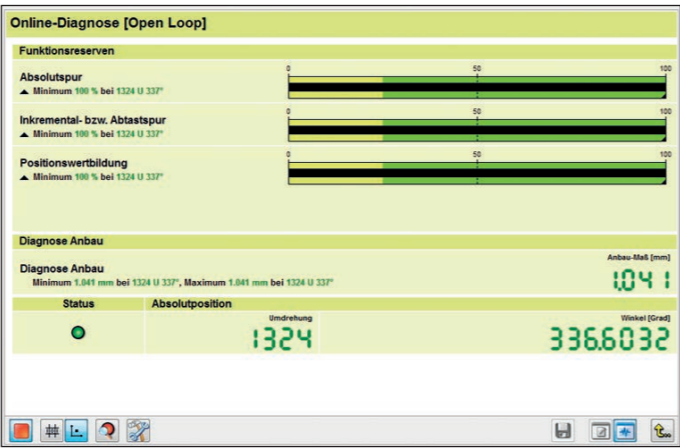 Online-Diagnose [Open Loop]
Funktionsreserven
0 50 100
Absolutspur
Minimum 100 % bei 1324 U 337°
0 50 100
Inkremental- bzw. Abtastspur
Minimum 100 % bei 1324 U 337°
0 50 100
Positionswertbildung
Minimum 100 % bei 1324 U 337°
Diagnose Anbau
Anbau-Maß [mm]
Diagnose Anbau
1,041
Minimum 1.041 mm bei 1324 U 337°, Maximum 1.041 mm bei 1324 U 337°
Status Absolutposition
Umdrehung Winkel [Grad]
1324 336,6032